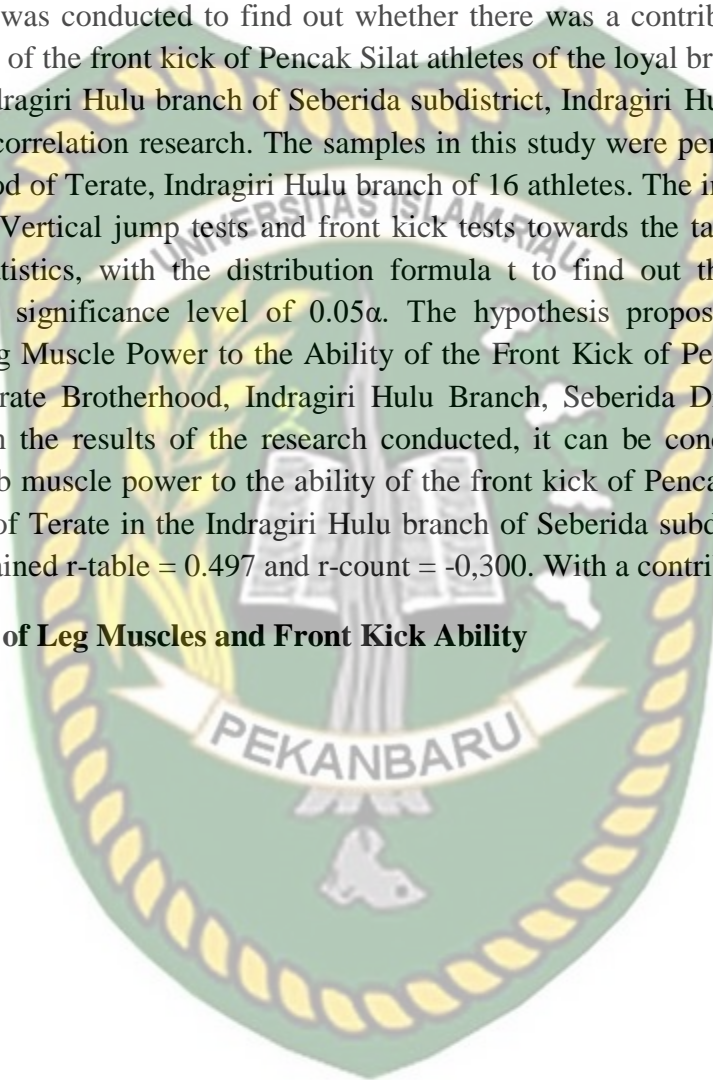 was conducted to find out whether there was a contrib
of the front kick of Pencak Silat athletes of the loyal br
dragiri Hulu branch of Seberida subdistrict, Indragiri Hu
correlation research. The samples in this study were per
od of Terate, Indragiri Hulu branch of 16 athletes. The i
Vertical jump tests and front kick tests towards the ta
UNIVERSITAS ISLAM RIAU
tistics, with the distribution formula t to find out th
significance level of 0.05α. The hypothesis propos
g Muscle Power to the Ability of the Front Kick of Pe
rate Brotherhood, Indragiri Hulu Branch, Seberida D
n the results of the research conducted, it can be conc
b muscle power to the ability of the front kick of Penca
of Terate in the Indragiri Hulu branch of Seberida subd
ained r-table = 0.497 and r-count = -0,300. With a contri
of Leg Muscles and Front Kick Ability
PEKANBARU